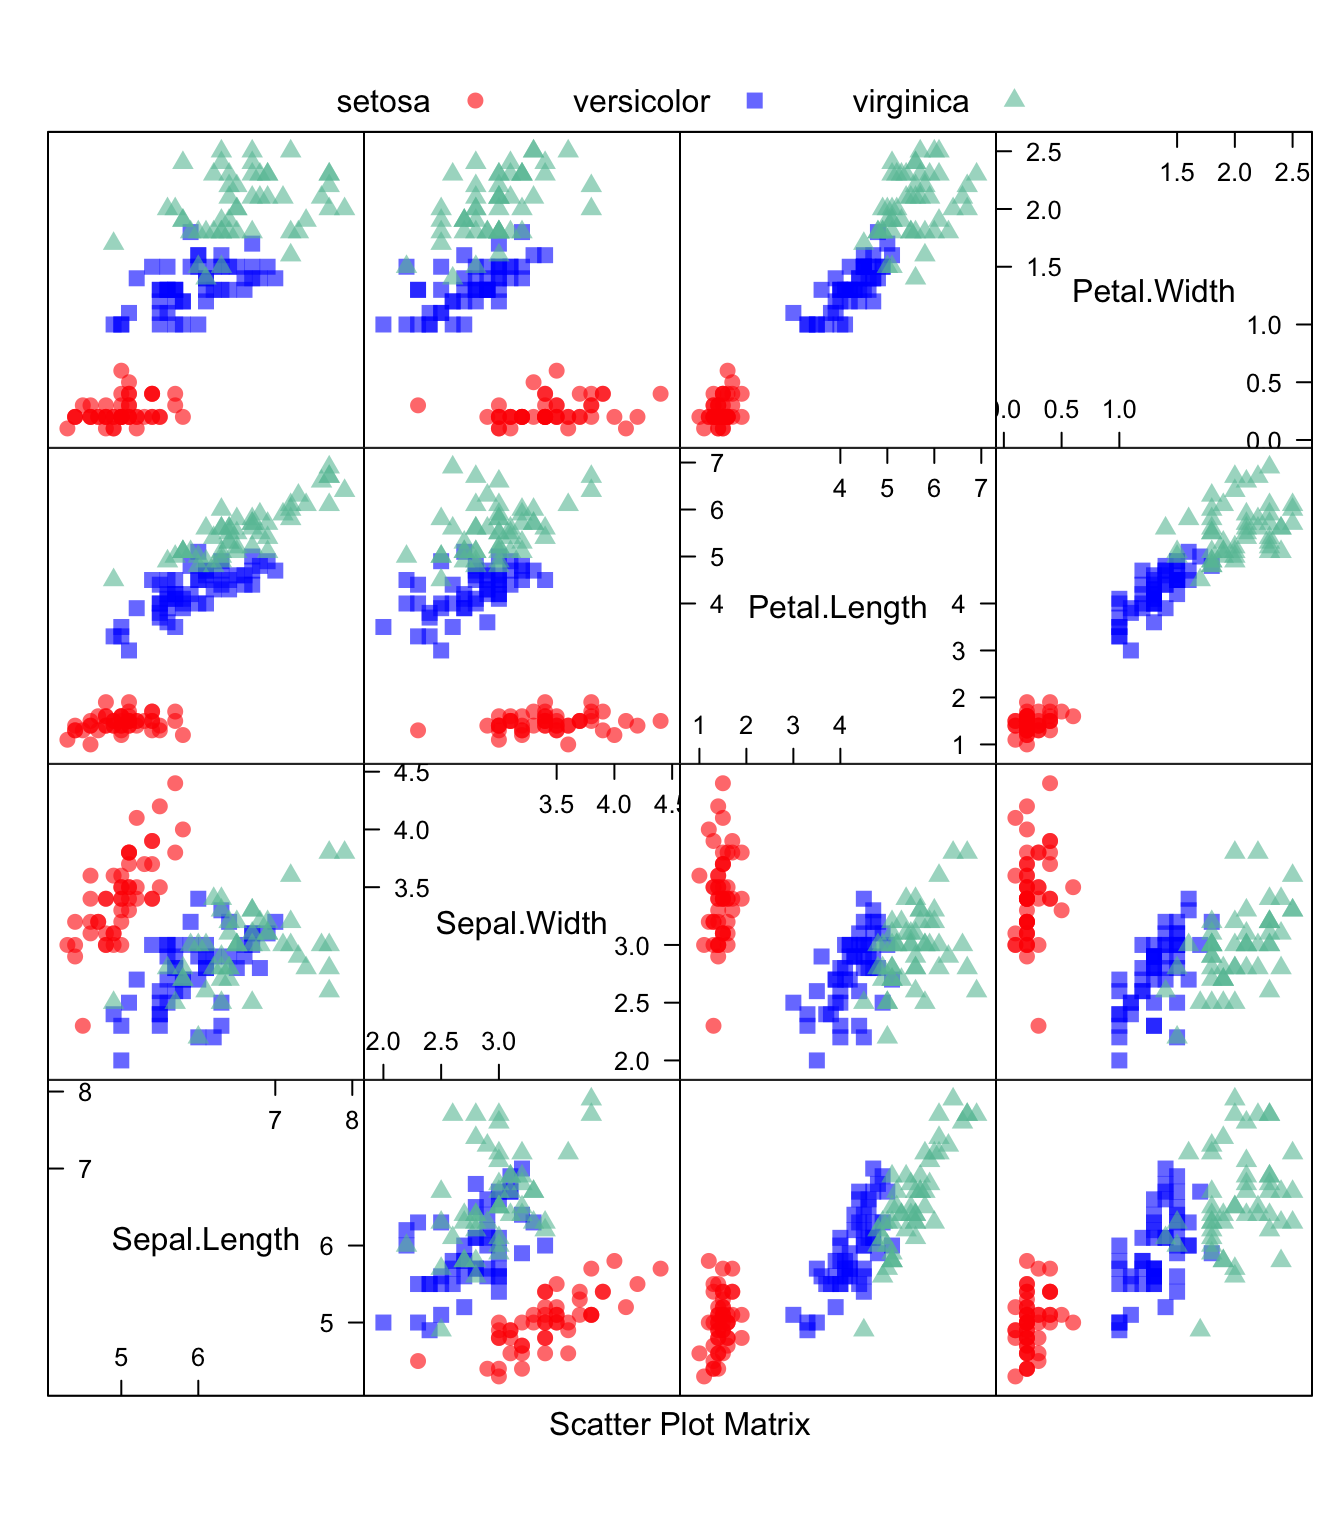 setosa versicolor virginica
2.5 1.5 2.0 2.5
2.0
1.5
Petal.Width
1.0
0.5
0.0 0.5 1.0
0.0
7 4 5 6 7
6
5
4 Petal.Length 4
3
2
1 2 3 4
1
4.5 3.5 4.0 4.5
4.0
3.5
Sepal.Width
3.0
2.5
2.0 2.5 3.0
2.0
8 7 8
7
Sepal.Length 6
5
5 6
Scatter Plot Matrix